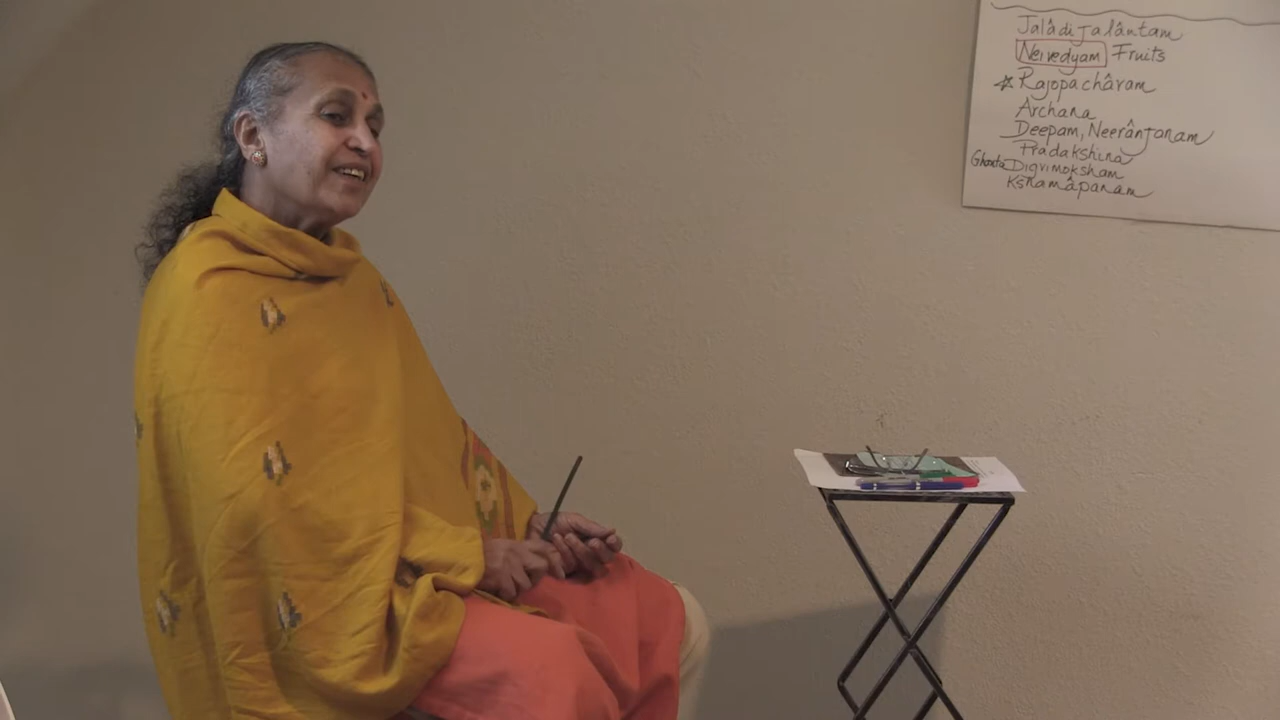 Jalâdi Jalântam
Neivedyam Fruits
Rajopachâram
Archana
Deepam, Neerânjanam
Pradakshina
Ghanta Digvimoksham
Kshamâpanam